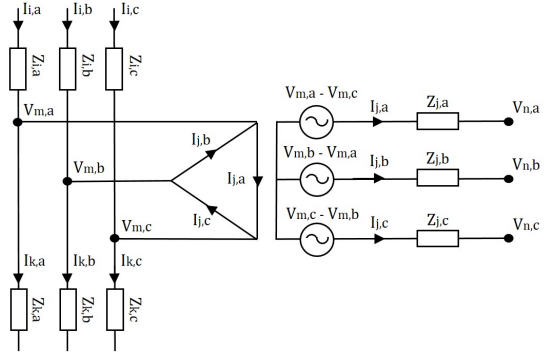 Ii,a Ii,b Ii,c
Zi,a Zi,b Zi,c
Vm,a
Vm,b
Vm,c
Ij,b
Ij,a
Ij,c
Vm,a - Vm,c
Ij,a
Zj,a
Vn,a
Vm,b - Vm,a
Ij,b
Zj,b
Vn,b
Vm,c - Vm,b
Ij,c
Zj,c
Vn,c
Ik,a Ik,b Ik,c
Zk,a Zk,b Zk,c